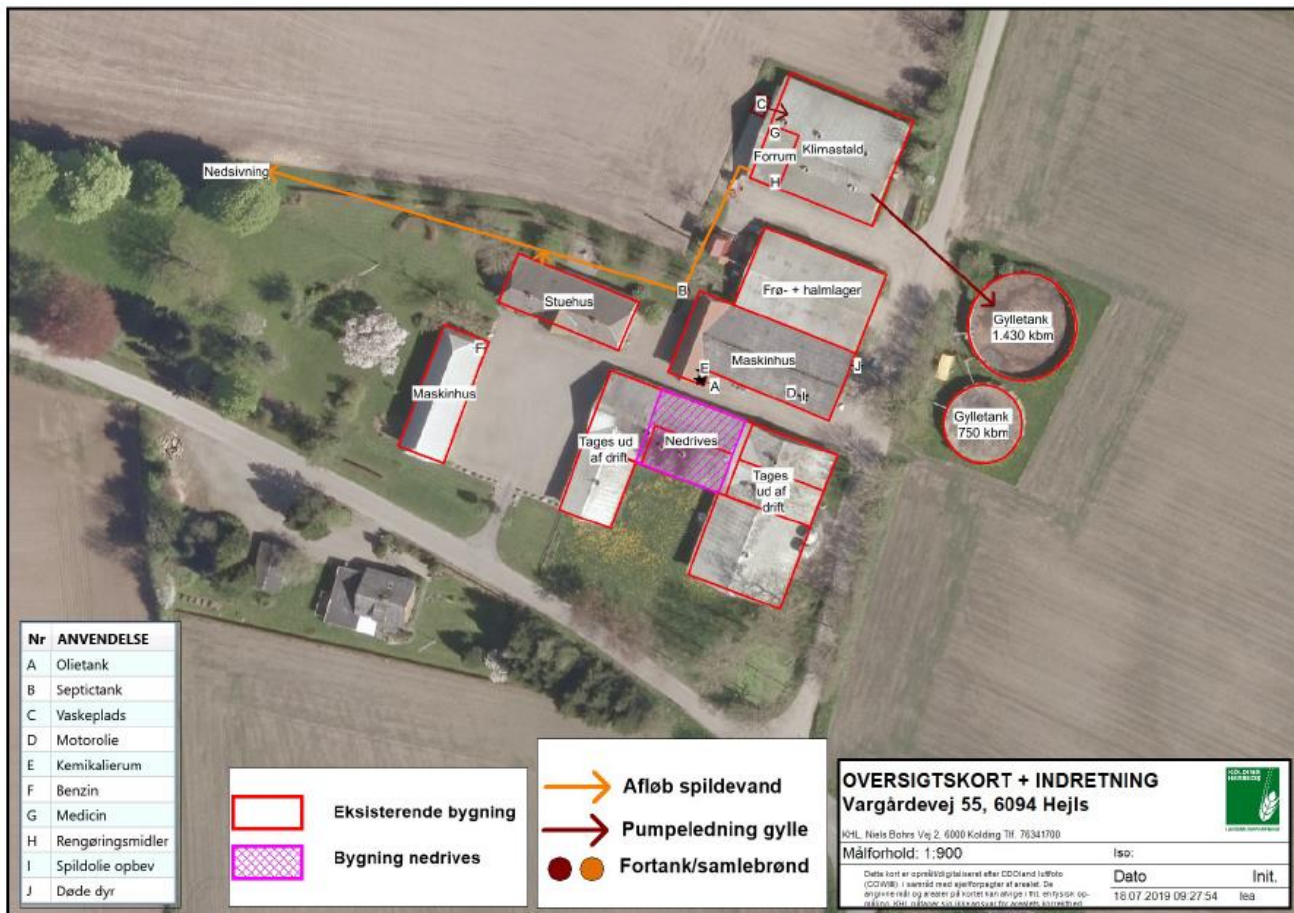 C
G
Klimastald
Forrum
H
Nedsivning
B
Stuehus
Frø- + halmlager
Gylletank
1.430 kbm
F
Maskinhus
Maskinhus
E
A
D
J
Gylletank
750 kbm
Tages ud
af drift
Nedrives
Tages
ud af
drift
Nr ANVENDELSE
A Olietank
B Septictank
C Vaskeplads
D Motorolie
E Kemikalierum
F Benzin
G Medicin
H Rengøringsmidler
I Spildolie opbev
J Døde dyr
Eksisterende bygning
Bygning nedrives
Afløb spildevand
Pumpeledning gylle
Fortank/samlebrønd
OVERSIGTSKORT + INDRETNING
Vargårdevej 55, 6094 Hejls
KHL, Niels Bohrs Vej 2, 6000 Kolding Tlf. 76341700
Målforhold: 1:900
Iso:
Dato Init.
18.07.2019 09:27:54 lea